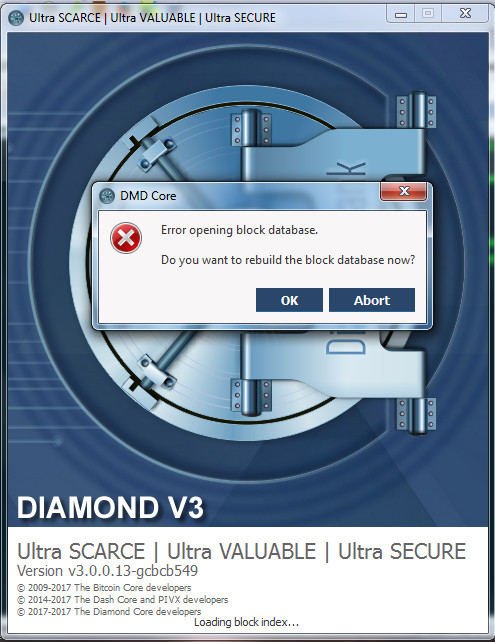 Ultra SCARCE | Ultra VALUABLE | Ultra SECURE
DMD Core
Error opening block database.
Do you want to rebuild the block database now?
OK
Abort
DIAMOND V3
Ultra SCARCE | Ultra VALUABLE | Ultra SECURE
Version v3.0.0.13-gcbcb549
© 2009-2017 The Bitcoin Core developers
© 2014-2017 The Dash Core and PIVX developers
© 2017-2017 The Diamond Core developers
Loading block index...